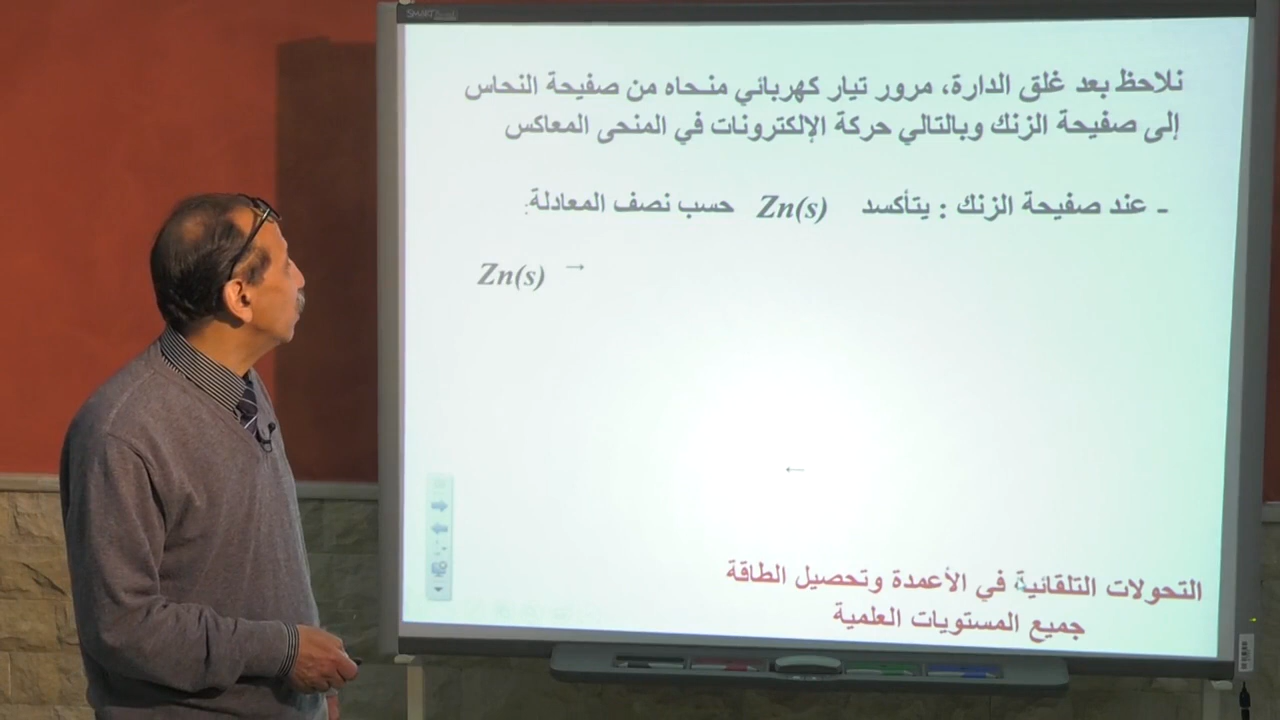 SMART Board
نلاحظ بعد غلق الدارة، مرور تيار كهربائي منحاه من صفيحة النحاس
إلى صفيحة الزنك وبالتالي حركة الإلكترونات في المنحى المعاكس
- عند صفيحة الزنك : يتأكسد Zn(s) حسب نصف المعادلة:
Zn(s) →
←
التحولات التلقائية في الأعمدة وتحصيل الطاقة
جميع المستويات العلمية